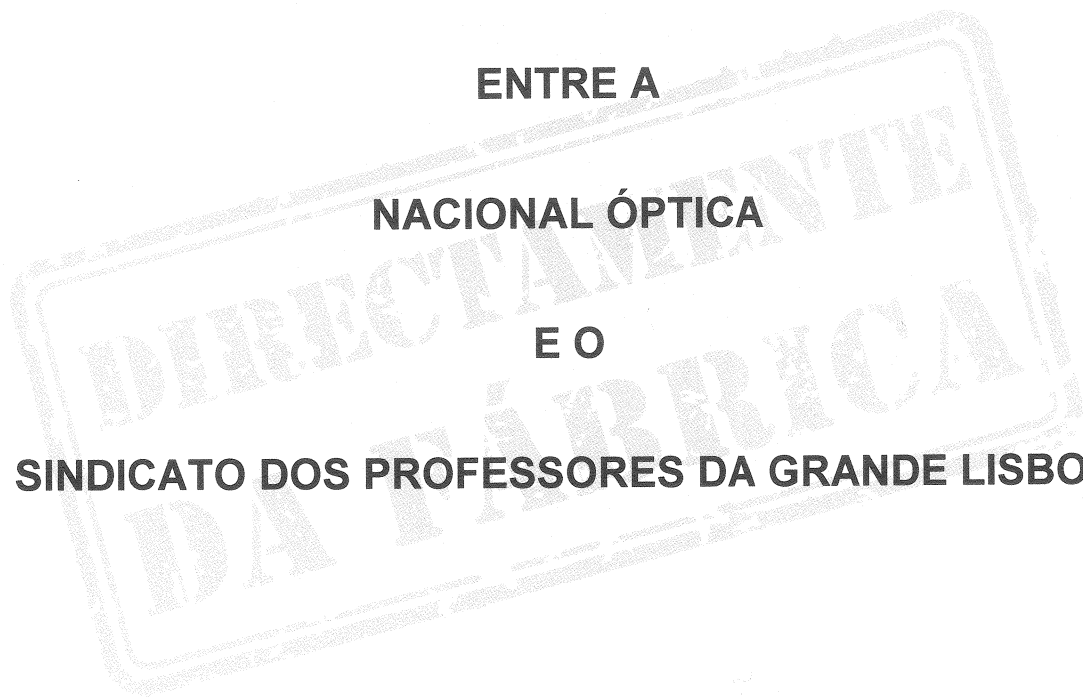 ENTRE A
NACIONAL ÓPTICA
E O
SINDICATO DOS PROFESSORES DA GRANDE LISBO
DIRECTAMENTE
DA FÁBRICA